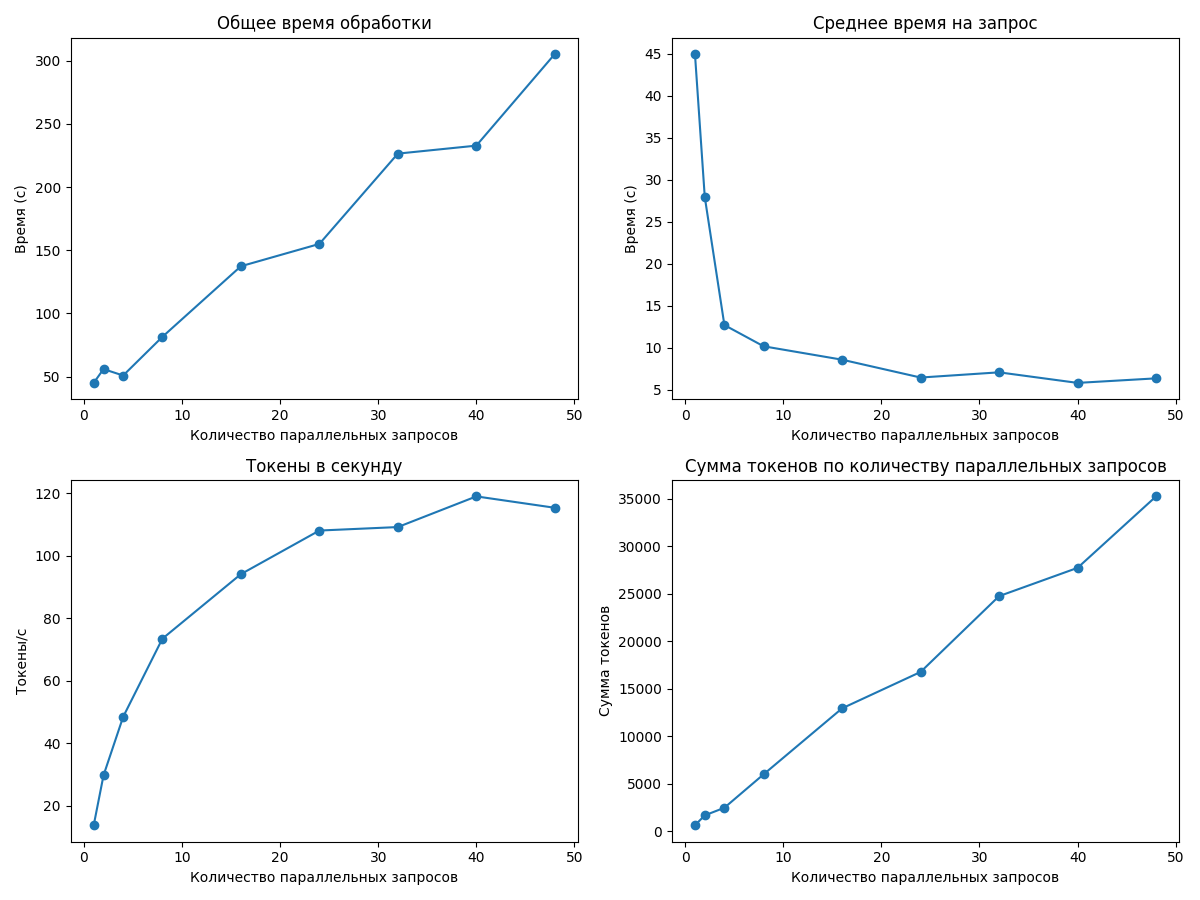 Общее время обработки
Время (с)
300
250
200
150
100
50
0 10 20 30 40 50
Количество параллельных запросов
Среднее время на запрос
Время (с)
45
40
35
30
25
20
15
10
5
0 10 20 30 40 50
Количество параллельных запросов
Токены в секунду
Токены/с
120
100
80
60
40
20
0 10 20 30 40 50
Количество параллельных запросов
Сумма токенов по количеству параллельных запросов
Сумма токенов
35000
30000
25000
20000
15000
10000
5000
0
0 10 20 30 40 50
Количество параллельных запросов